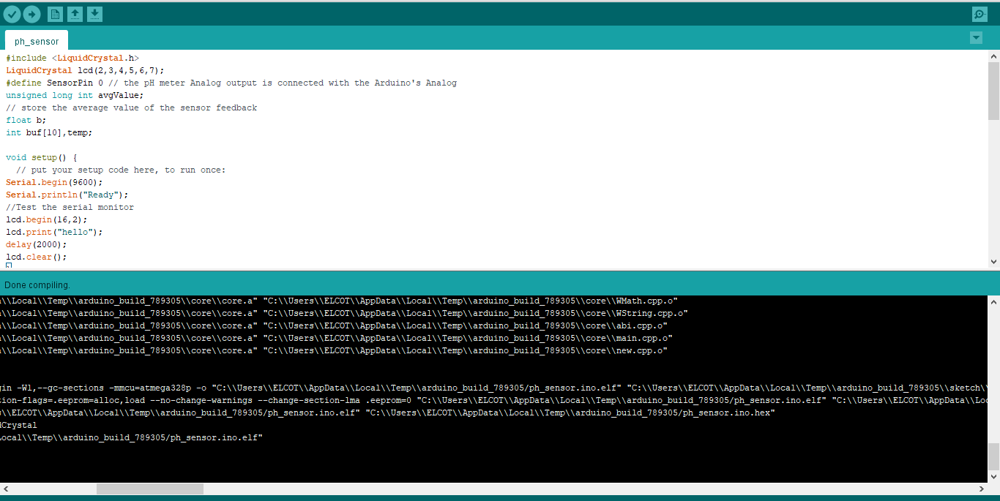 ph_sensor
#include <LiquidCrystal.h>
LiquidCrystal lcd(2,3,4,5,6,7);
#define SensorPin 0 // the pH meter Analog output is connected with the Arduino's Analog
unsigned long int avgValue;
// store the average value of the sensor feedback
float b;
int buf[10],temp;
void setup() {
// put your setup code here, to run once:
Serial.begin(9600);
Serial.println("Ready");
//Test the serial monitor
lcd.begin(16,2);
lcd.print("hello");
delay(2000);
lcd.clear();
Done compiling.
\\Local\\Temp\\arduino_build_789305\\core\\core.a" "C:\\Users\\ELCOT\\AppData\\Local\\Temp\\arduino_build_789305\\core\\WMath.cpp.o"
\\Local\\Temp\\arduino_build_789305\\core\\core.a" "C:\\Users\\ELCOT\\AppData\\Local\\Temp\\arduino_build_789305\\core\\WString.cpp.o"
\\Local\\Temp\\arduino_build_789305\\core\\core.a" "C:\\Users\\ELCOT\\AppData\\Local\\Temp\\arduino_build_789305\\core\\abi.cpp.o"
\\Local\\Temp\\arduino_build_789305\\core\\core.a" "C:\\Users\\ELCOT\\AppData\\Local\\Temp\\arduino_build_789305\\core\\main.cpp.o"
\\Local\\Temp\\arduino_build_789305\\core\\core.a" "C:\\Users\\ELCOT\\AppData\\Local\\Temp\\arduino_build_789305\\core\\new.cpp.o"
gin -Wl,--gc-sections -mmcu=atmega328p -o "C:\\Users\\ELCOT\\AppData\\Local\\Temp\\arduino_build_789305/ph_sensor.ino.elf" "C:\\Users\\ELCOT\\AppData\\Local\\Temp\\arduino_build_789305\\sketch\\
ion-flags=.eeprom=alloc,load --no-change-warnings --change-section-lma .eeprom=0 "C:\\Users\\ELCOT\\AppData\\Local\\Temp\\arduino_build_789305/ph_sensor.ino.elf" "C:\\Users\\ELCOT\\AppData\\Loc
\\ELCOT\\AppData\\Local\\Temp\\arduino_build_789305/ph_sensor.ino.elf" "C:\\Users\\ELCOT\\AppData\\Local\\Temp\\arduino_build_789305/ph_sensor.ino.hex"
dCrystal
ocal\\Temp\\arduino_build_789305/ph_sensor.ino.elf"